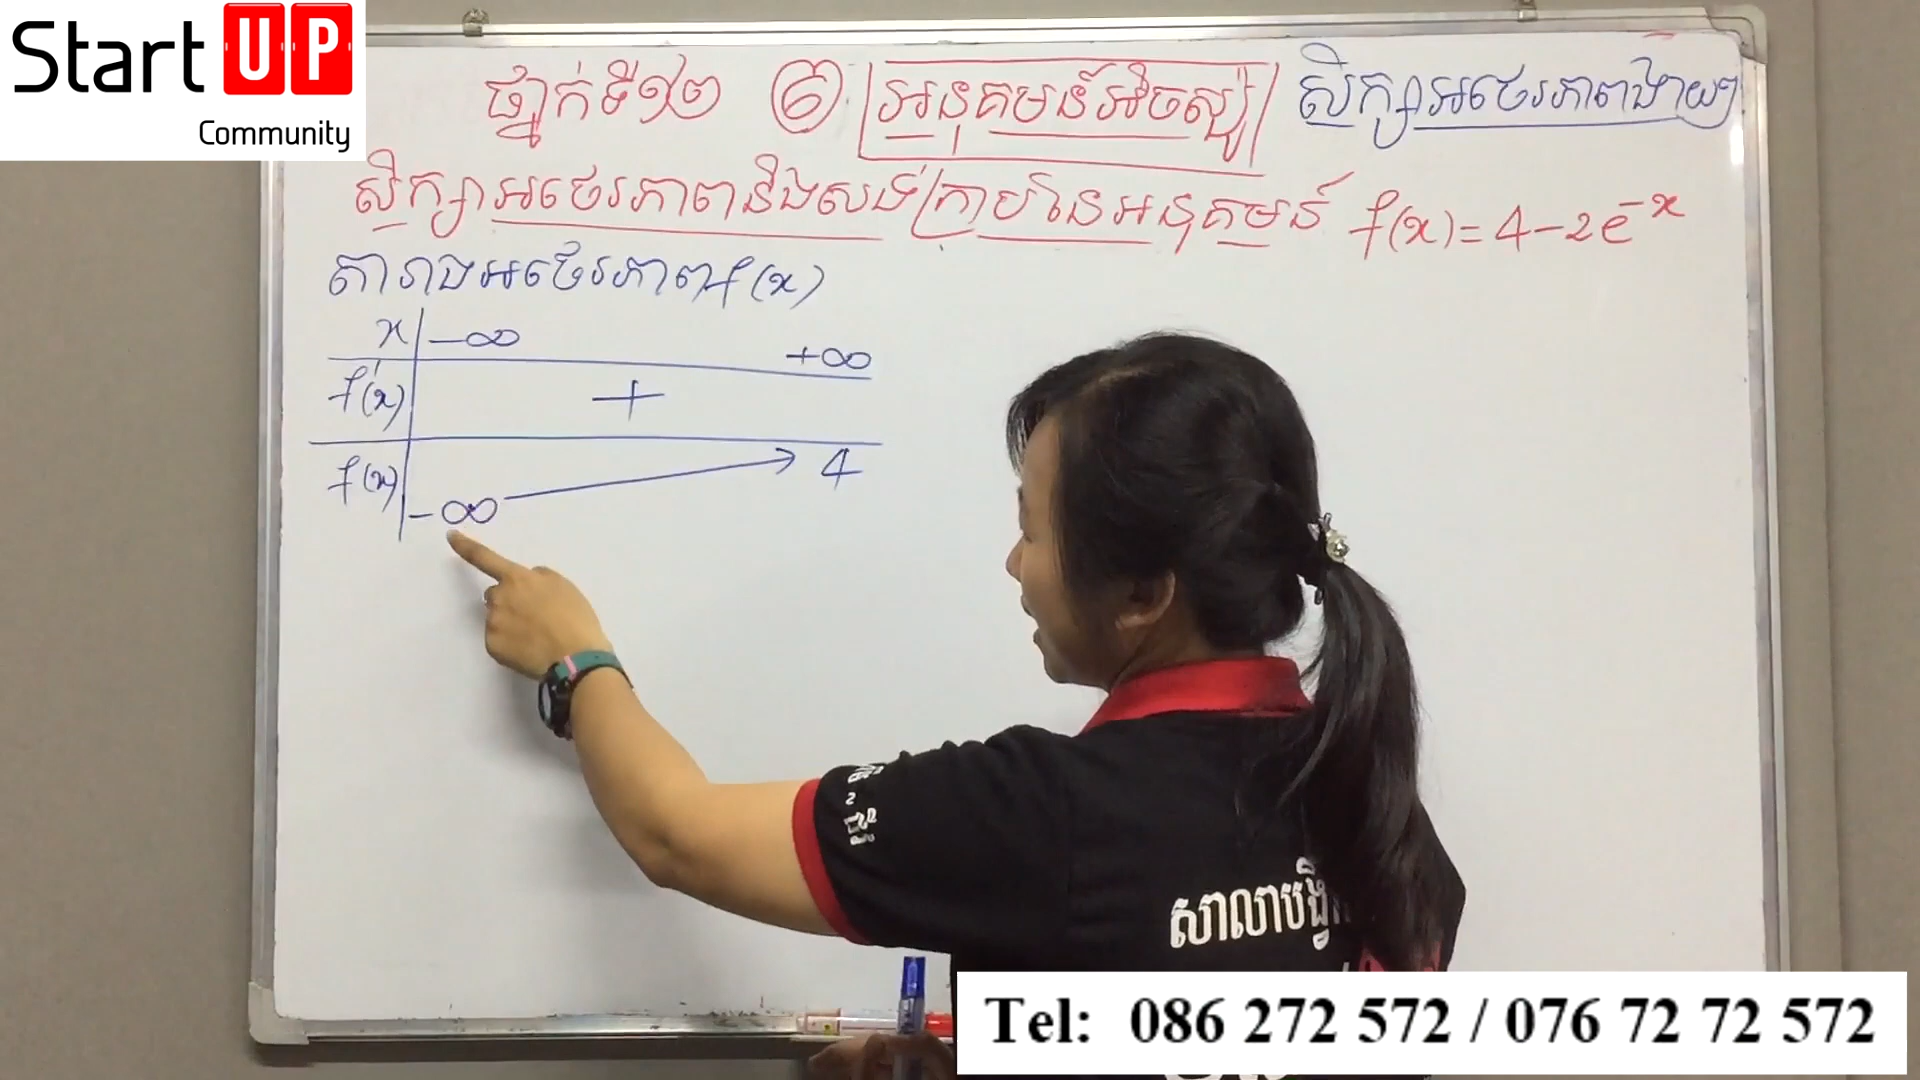 Start UP
Community
ថ្នាក់ទី១២ ៦ អនុគមន៍អិចស្ប៉ូ សិក្សាអថេរភាពងាយៗ
សិក្សាអថេរភាពនិងសង់ក្រាបនៃអនុគមន៍ f(x) = 4 - 2e^{-x}
តារាងអថេរភាព f(x)
x -∞ +∞
f'(x) +
f(x) -∞ → 4
សាលាបង្វឹក
Tel: 086 272 572 / 076 72 72 572